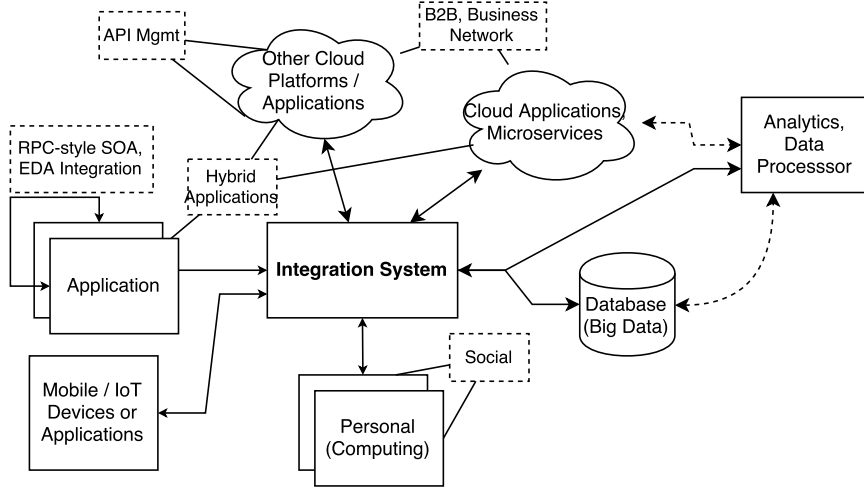 API Mgmt
B2B, Business
Network
Other Cloud
Platforms /
Applications
Cloud Applications,
Microservices
Analytics,
Data
Processsor
RPC-style SOA,
EDA Integration
Hybrid
Applications
Application
Integration System
Database
(Big Data)
Mobile / IoT
Devices or
Applications
Social
Personal
(Computing)